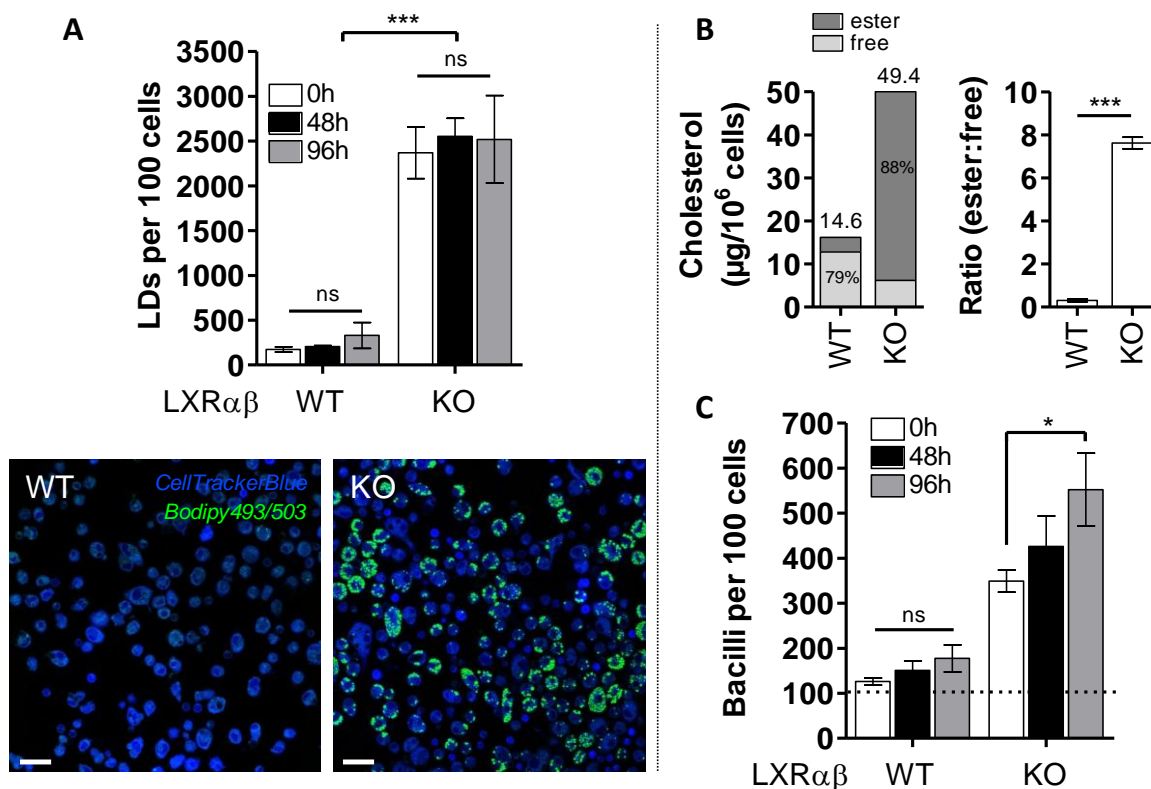 A
***
ns
3500
3000
2500
2000
1500
1000
500
0
LDs per 100 cells
0h
48h
96h
ns
LXRαβ WT KO
WT
CellTrackerBlue
Bodipy493/503
KO
B
ester
free
49.4
50
40
30
20
10
0
Cholesterol
(µg/10⁶ cells)
14.6
88%
79%
WT
KO
10
8
6
4
2
0
Ratio (ester:free)
***
WT
KO
C
700
600
500
400
300
200
100
0
Bacilli per 100 cells
0h
48h
96h
*
ns
LXRαβ WT KO